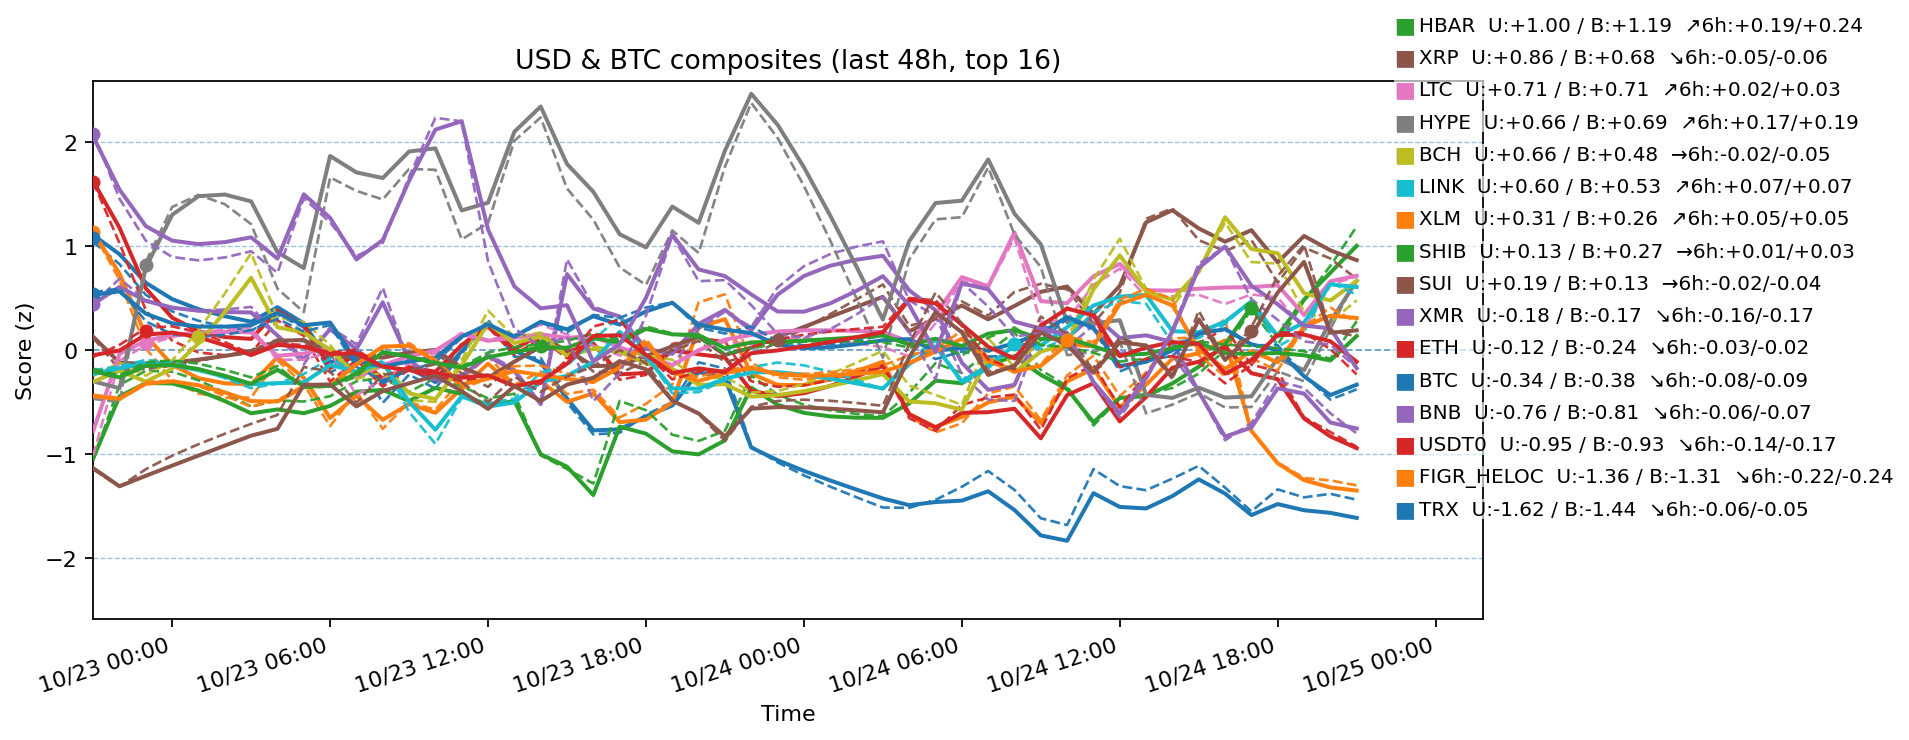 USD & BTC composites (last 48h, top 16)
HBAR U:+1.00 / B:+1.19 ↗6h:+0.19/+0.24
XRP U:+0.86 / B:+0.68 ↘6h:-0.05/-0.06
LTC U:+0.71 / B:+0.71 ↗6h:+0.02/+0.03
HYPE U:+0.66 / B:+0.69 ↗6h:+0.17/+0.19
BCH U:+0.66 / B:+0.48 →6h:-0.02/-0.05
LINK U:+0.60 / B:+0.53 ↗6h:+0.07/+0.07
XLM U:+0.31 / B:+0.26 ↗6h:+0.05/+0.05
SHIB U:+0.13 / B:+0.27 →6h:+0.01/+0.03
SUI U:+0.19 / B:+0.13 →6h:-0.02/-0.04
XMR U:-0.18 / B:-0.17 ↘6h:-0.16/-0.17
ETH U:-0.12 / B:-0.24 ↘6h:-0.03/-0.02
BTC U:-0.34 / B:-0.38 ↘6h:-0.08/-0.09
BNB U:-0.76 / B:-0.81 ↘6h:-0.06/-0.07
USDT0 U:-0.95 / B:-0.93 ↘6h:-0.14/-0.17
FIGR_HELOC U:-1.36 / B:-1.31 ↘6h:-0.22/-0.24
TRX U:-1.62 / B:-1.44 ↘6h:-0.06/-0.05
Score (z)
2
1
0
−1
−2
10/23 00:00
10/23 06:00
10/23 12:00
10/23 18:00
10/24 00:00
10/24 06:00
10/24 12:00
10/24 18:00
10/25 00:00
Time